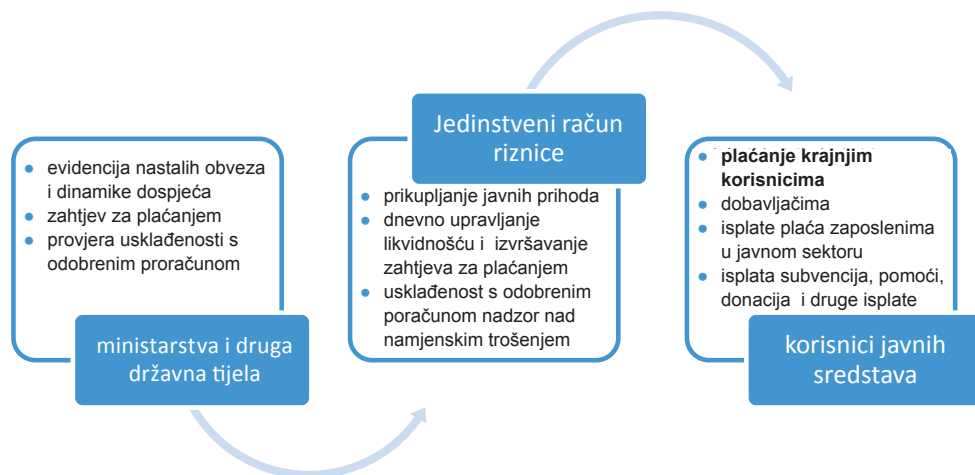 evidencija nastalih obveza
i dinamike dospjeća
zahtjev za plaćanjem
provjera usklađenosti s
odobrenim proračunom
ministarstva i druga
državna tijela
Jedinstveni račun
riznice
prikupljanje javnih prihoda
dnevno upravljanje
likvidnošću i izvršavanje
zahtjeva za plaćanjem
usklađenost s odobrenim
poračunom nadzor nad
namjenskim trošenjem
plaćanje krajnjim
korisnicima
dobavljačima
isplate plaća zaposlenima
u javnom sektoru
isplata subvencija, pomoći,
donacija i druge isplate
korisnici javnih
sredstava